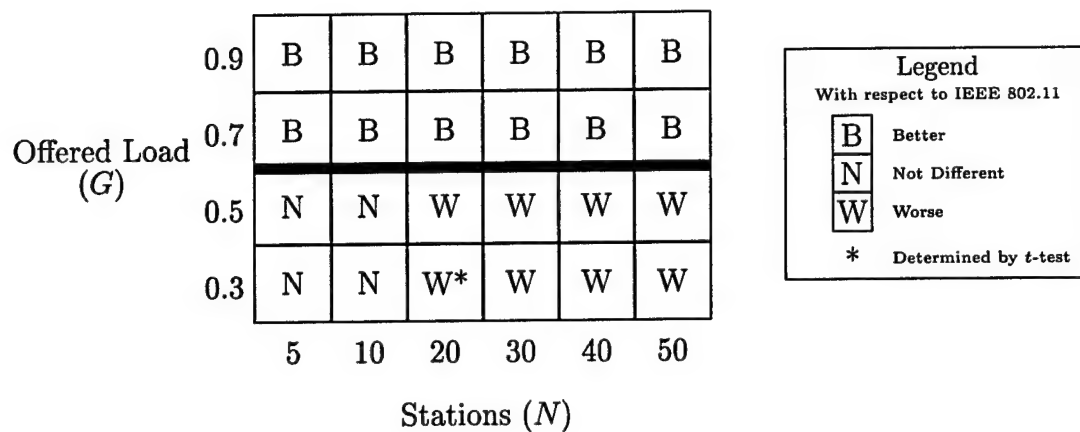 0.9 B B B B B B
0.7 B B B B B B
Offered Load
(G)
0.5 N N W W W W
0.3 N N W* W W W
5 10 20 30 40 50
Stations (N)
Legend
With respect to IEEE 802.11
B Better
N Not Different
W Worse
* Determined by t-test